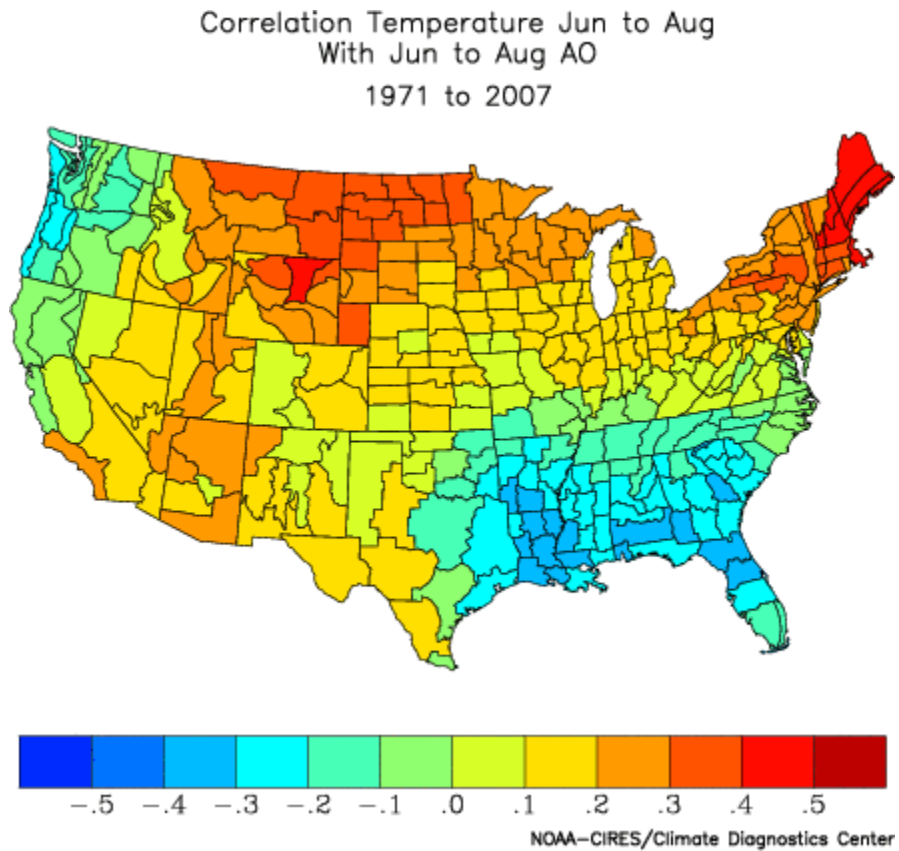 Correlation Temperature Jun to Aug
With Jun to Aug AO
1971 to 2007
-.5 -.4 -.3 -.2 -.1 .0 .1 .2 .3 .4 .5
NOAA-CIRES/Climate Diagnostics Center